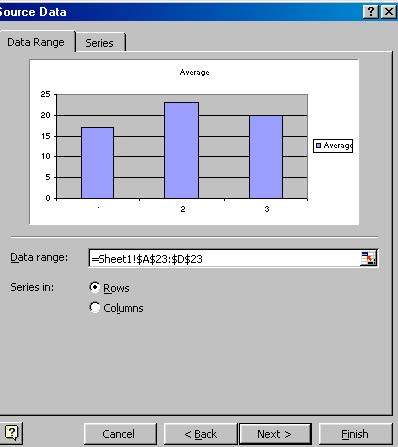 Source Data
Data Range
Series
Average
25
20
15
10
5
0
2
3
Average
Data range:
=Sheet1!$A$23:$D$23
Series in:
Rows
Columns
Cancel
< Back
Next >
Finish